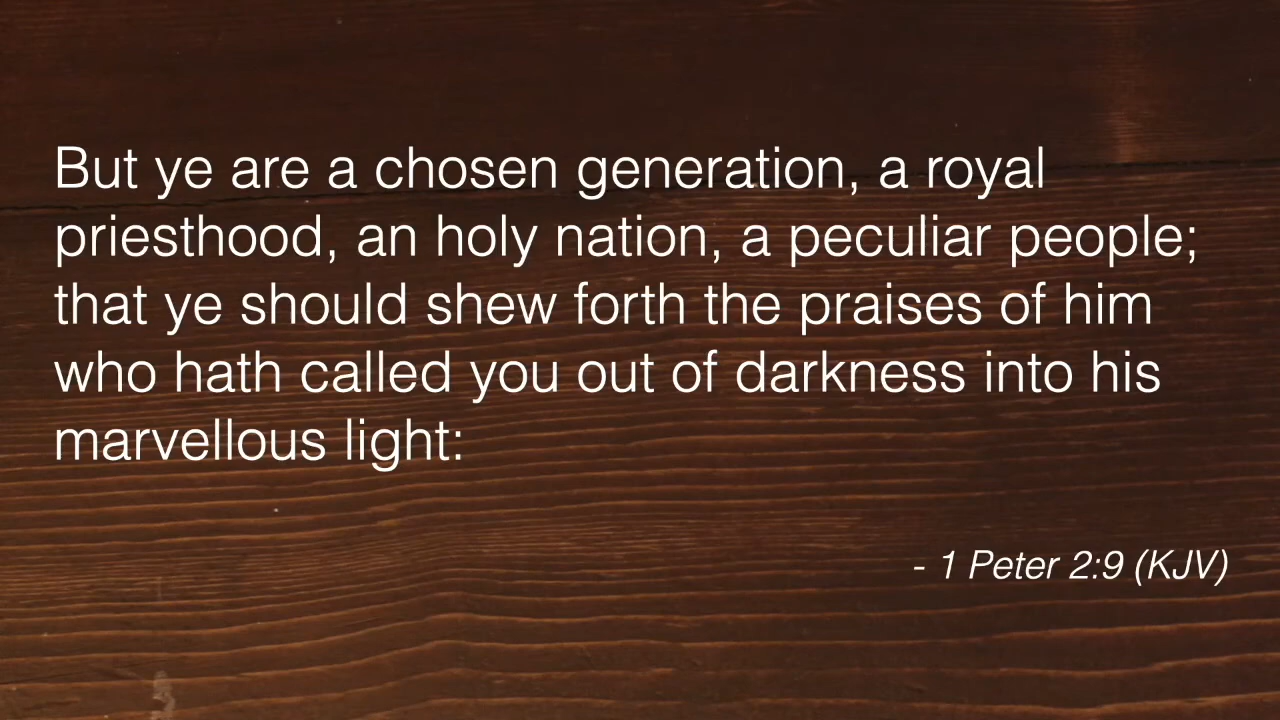 But ye are a chosen generation, a royal
priesthood, an holy nation, a peculiar people;
that ye should shew forth the praises of him
who hath called you out of darkness into his
marvellous light:
- 1 Peter 2:9 (KJV)